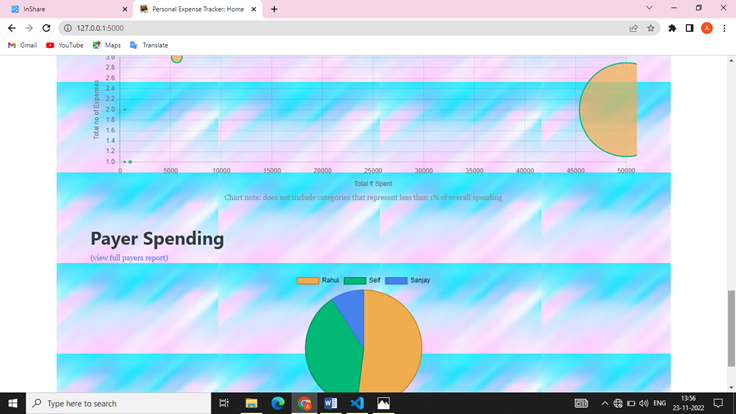 InShare
Personal Expense Tracker: Home
127.0.0.1:5000
Gmail
YouTube
Maps
Translate
A
Total no of Expenses
3.0
2.8
2.6
2.4
2.2
2.0
1.8
1.6
1.4
1.2
1.0
0 5000 10000 15000 20000 25000 30000 35000 40000 45000 50000
Total ₹ Spent
Chart note: does not include categories that represent less than 1% of overall spending
Payer Spending
(view full payers report)
Rahul Self Sanjay
Type here to search
ENG
13:56
23-11-2022